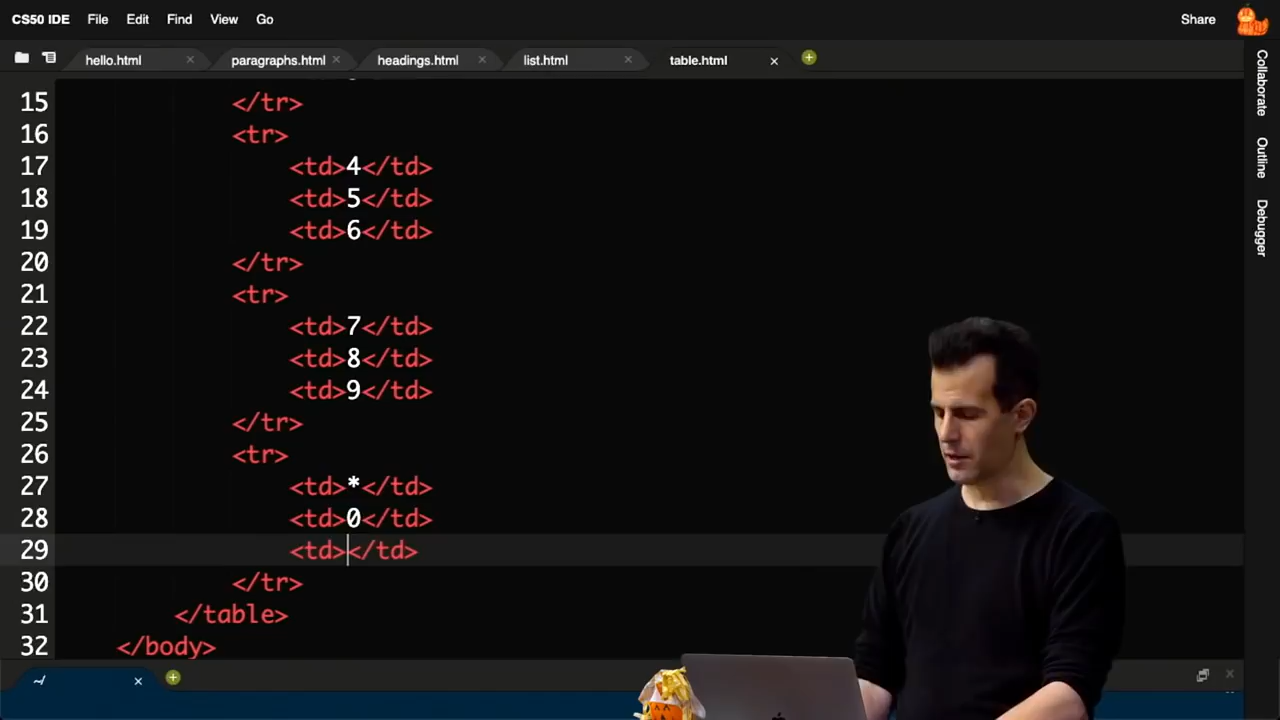 CS50 IDE File Edit Find View Go Share
hello.html paragraphs.html headings.html list.html table.html
15 </tr>
16 <tr>
17 <td>4</td>
18 <td>5</td>
19 <td>6</td>
20 </tr>
21 <tr>
22 <td>7</td>
23 <td>8</td>
24 <td>9</td>
25 </tr>
26 <tr>
27 <td>*</td>
28 <td>0</td>
29 <td></td>
30 </tr>
31 </table>
32 </body>
Collaborate
Outline
Debugger